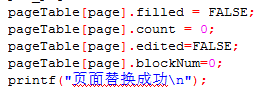 pageTable[page].filled = FALSE;
pageTable[page].count = 0;
pageTable[page].edited=FALSE;
pageTable[page].blockNum=0;
printf("页面替换成功\n");